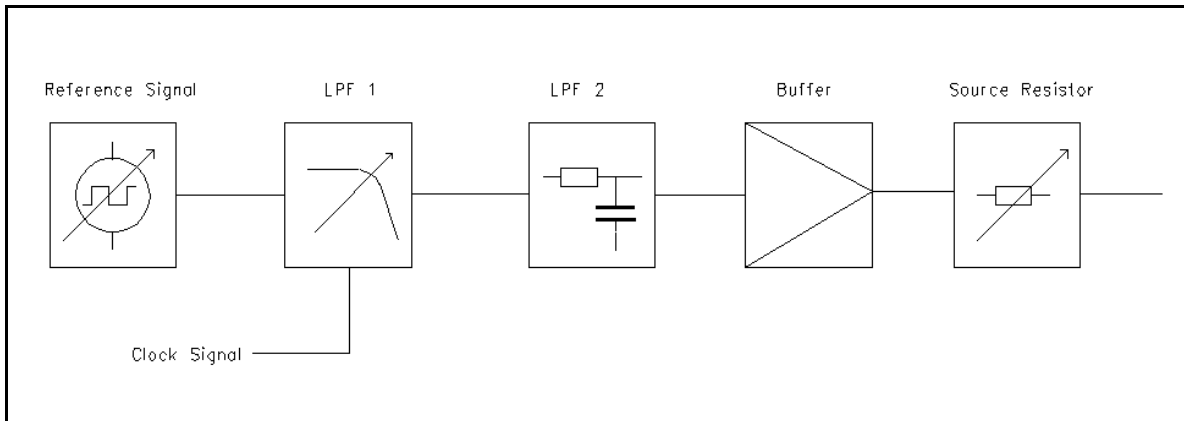 Reference Signal
LPF 1
LPF 2
Buffer
Source Resistor
Clock Signal